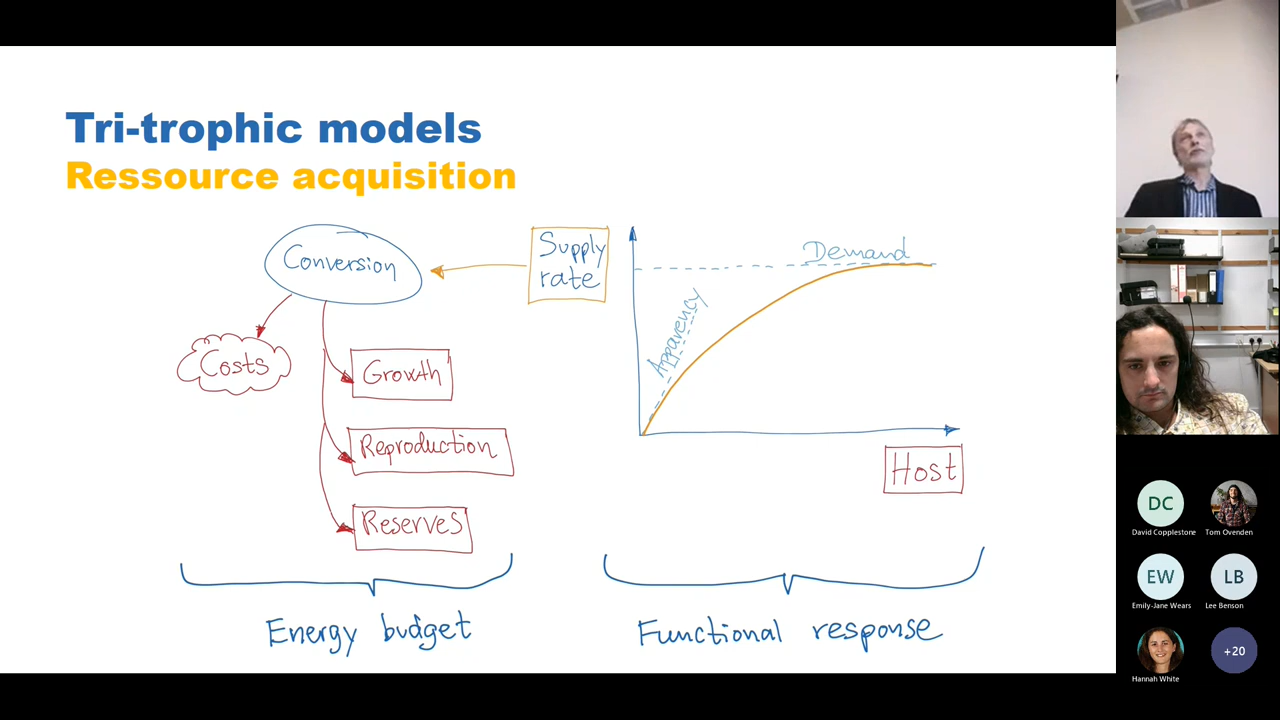 Tri-trophic models
Ressource acquisition
Conversion
Supply
rate
Demand
Apparency
Costs
Growth
Reproduction
Reserves
Host
Energy budget
Functional response
DC
David Copplestone
Tom Ovenden
EW
Emily-Jane Wears
LB
Lee Benson
Hannah White
+20